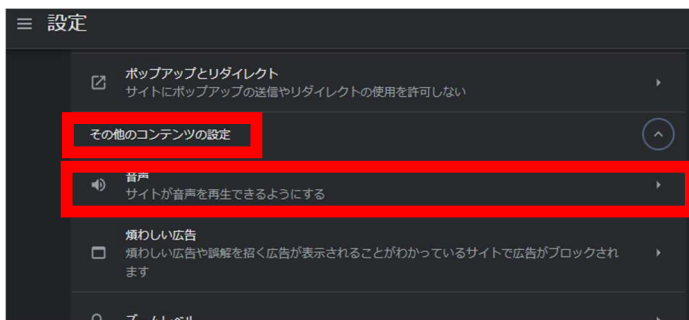 設定
ポップアップとリダイレクト
サイトにポップアップの送信やリダイレクトの使用を許可しない
その他のコンテンツの設定
音声
サイトが音声を再生できるようにする
煩わしい広告
煩わしい広告や誤解を招く広告が表示されることがわかっているサイトで広告がブロックされ
ます
ズームレベル